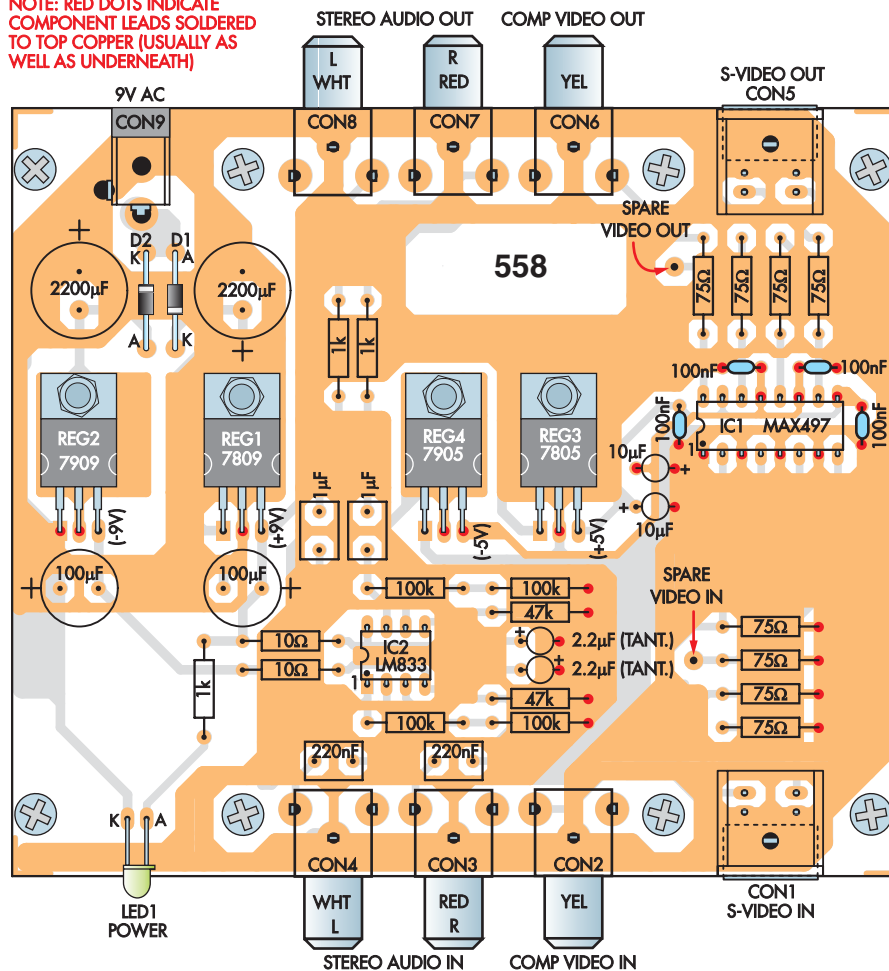 NOTE: RED DOTS INDICATE
COMPONENT LEADS SOLDERED
TO TOP COPPER (USUALLY AS
WELL AS UNDERNEATH)
STEREO AUDIO OUT
COMP VIDEO OUT
L
WHT
R
RED
YEL
S-VIDEO OUT
CON5
9V AC
CON9
CON8
CON7
CON6
SPARE
VIDEO OUT
D2
K
D1
A
2200µF
2200µF
558
75Ω
75Ω
75Ω
75Ω
A
K
1k
1k
100nF
100nF
REG2
7909
REG1
7809
REG4
7905
REG3
7805
100nF
IC1 MAX497
1
100nF
10µF
+
+
10µF
1µF
1µF
(-9V)
(+9V)
(-5V)
(+5V)
+
100µF
100µF
+
100k
100k
47k
SPARE
VIDEO IN
10Ω
10Ω
IC2
LM833
1
+
2.2µF (TANT.)
+
2.2µF (TANT.)
75Ω
75Ω
75Ω
75Ω
1k
47k
100k
100k
220nF
220nF
K
A
CON4
CON3
CON2
LED1
POWER
WHT
L
RED
R
YEL
CON1
S-VIDEO IN
STEREO AUDIO IN
COMP VIDEO IN